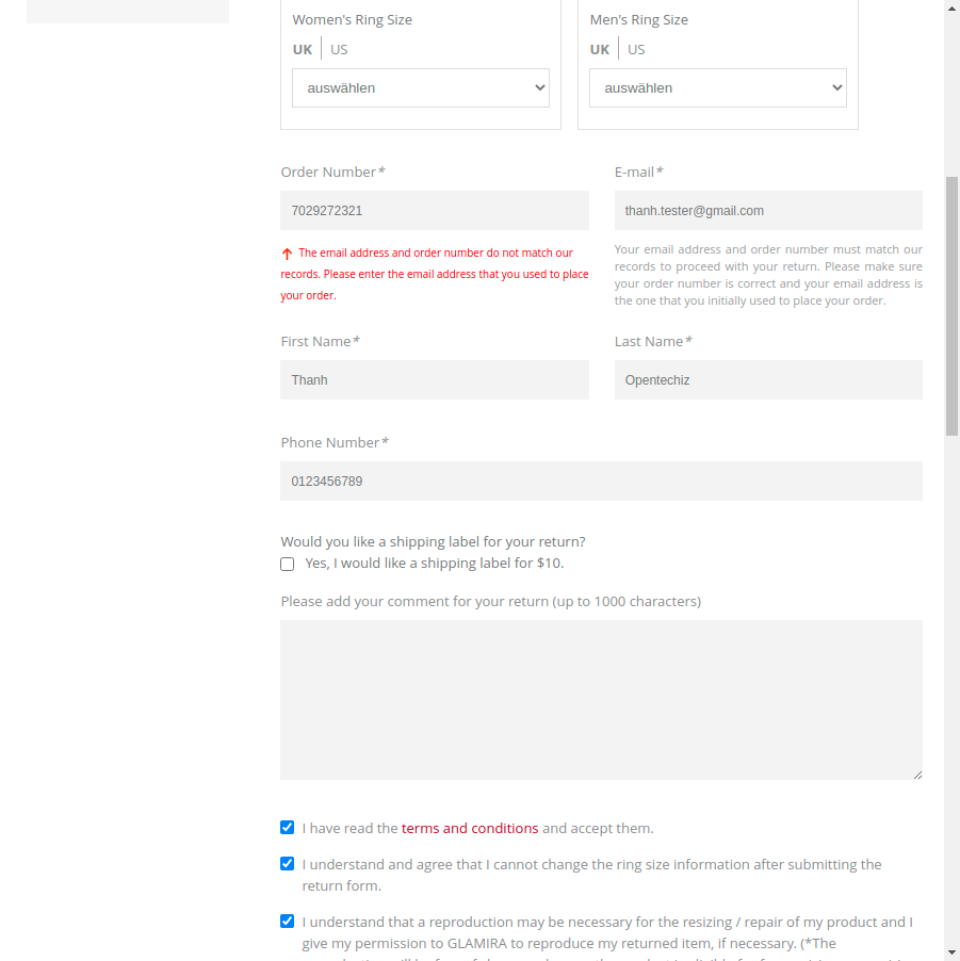 Women's Ring Size
Men's Ring Size
UK US
UK US
auswählen
auswählen
Order Number*
E-mail*
7029272321
thanh.tester@gmail.com
The email address and order number do not match our
records. Please enter the email address that you used to place
your order.
Your email address and order number must match our
records to proceed with your return. Please make sure
your order number is correct and your email address is
the one that you initially used to place your order.
First Name*
Last Name*
Thanh
Opentechiz
Phone Number*
0123456789
Would you like a shipping label for your return?
Yes, I would like a shipping label for $10.
Please add your comment for your return (up to 1000 characters)
I have read the terms and conditions and accept them.
I understand and agree that I cannot change the ring size information after submitting the
return form.
I understand that a reproduction may be necessary for the resizing / repair of my product and I
give my permission to GLAMIRA to reproduce my returned item, if necessary. (*The